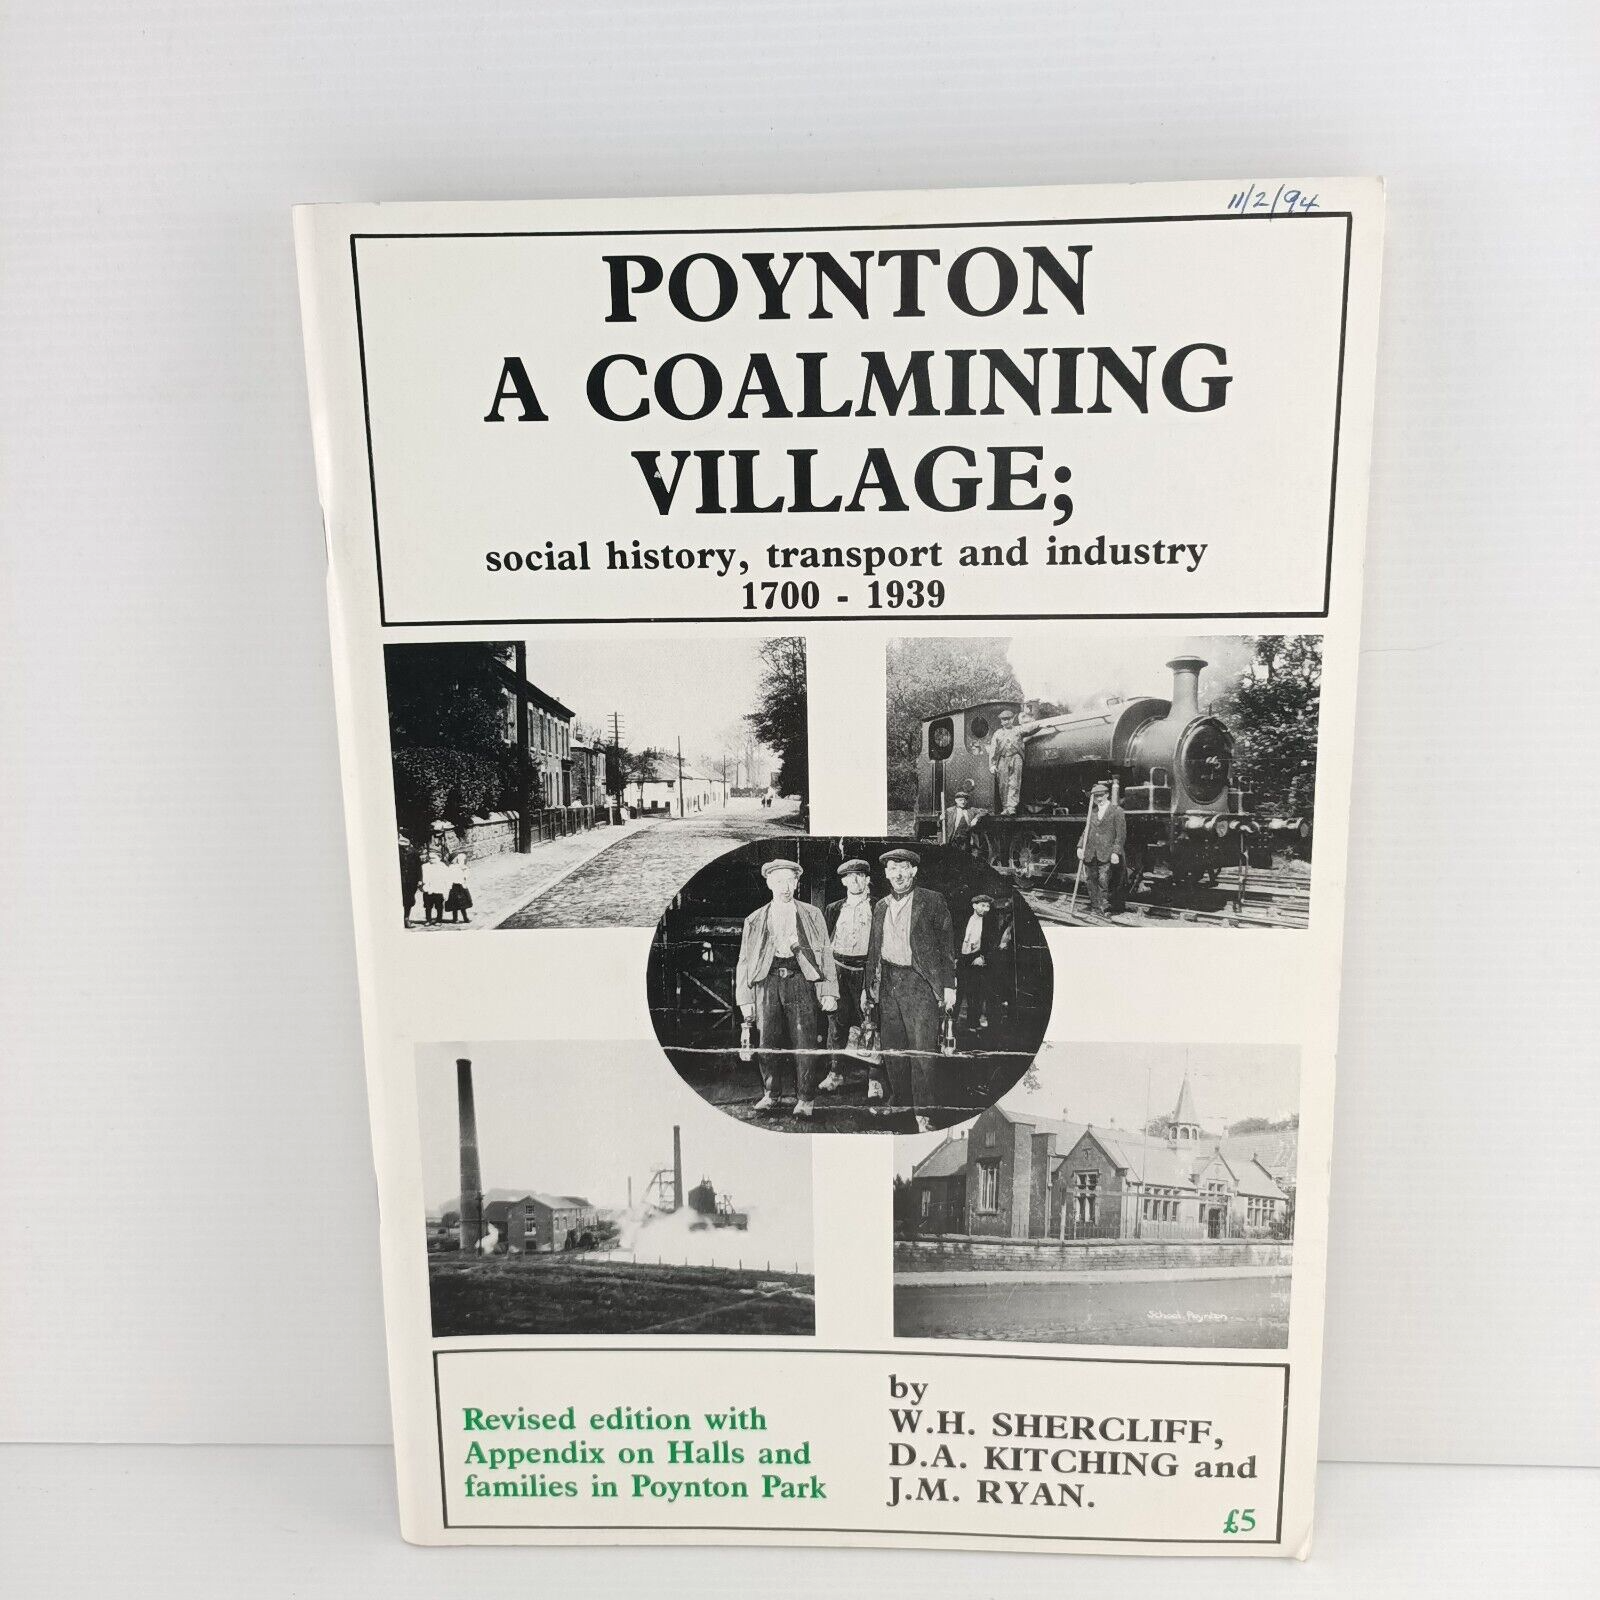 11/2/94
POYNTON
A COALMINING
VILLAGE;
social history, transport and industry
1700 - 1939
School Poynton
Revised edition with
Appendix on Halls and
families in Poynton Park
by
W.H. SHERCLIFF,
D.A. KITCHING and
J.M. RYAN.
£5